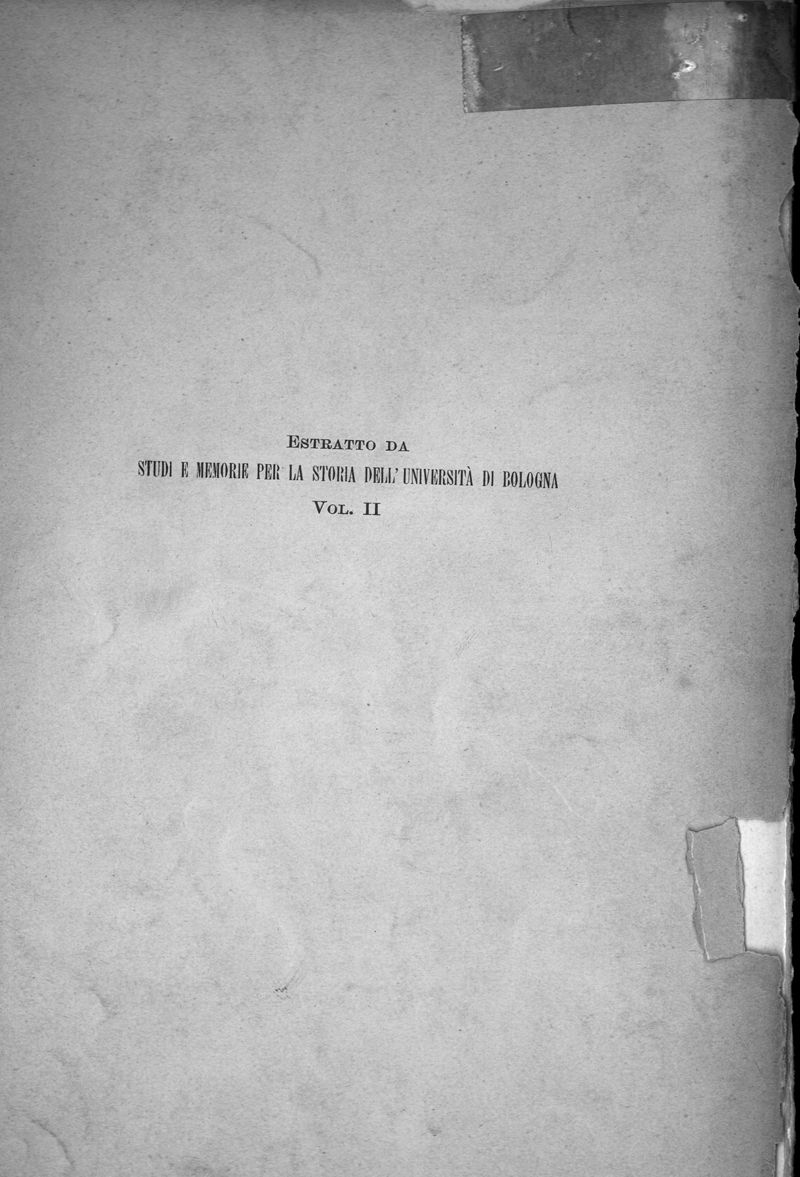 ESTRATTO DA
STUDI E MEMORIE PER LA STORIA DELL' UNIVERSITÀ DI BOLOGNA
VOL. II